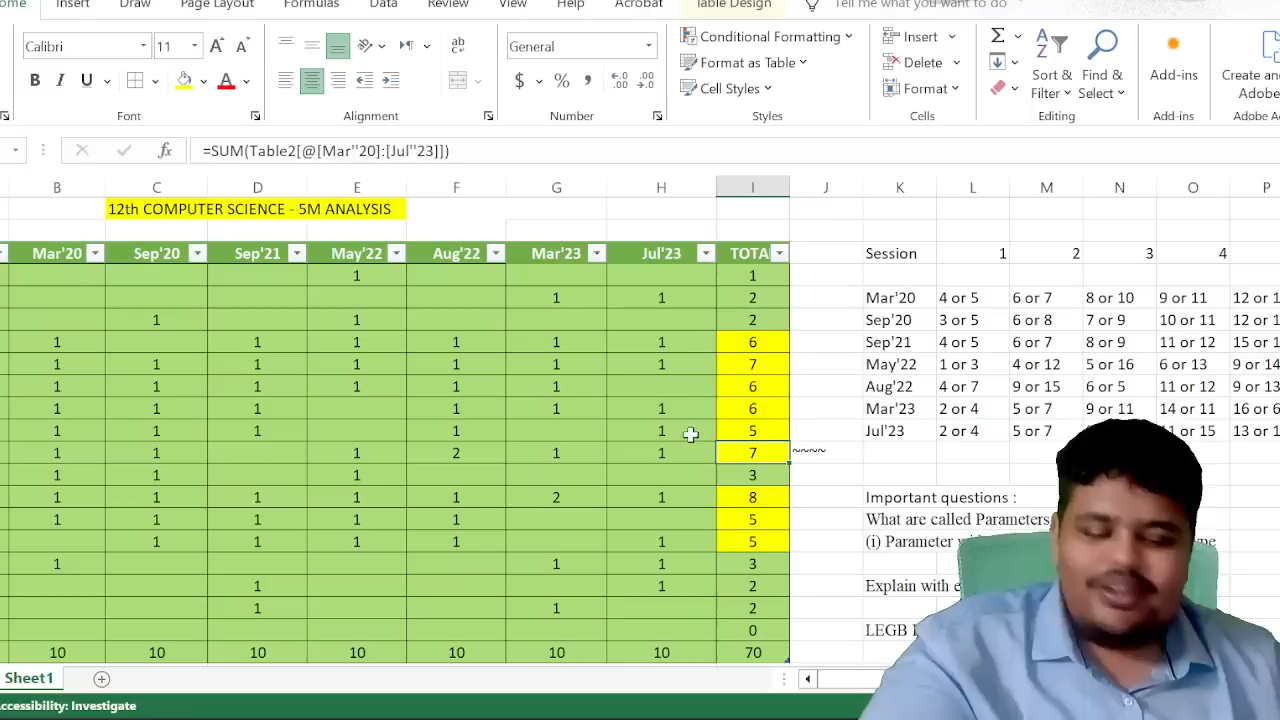 ome Insert Draw Page Layout Formulas Data Review View Help Acrobat Table Design Tell me what you want to do
Calibri 11 General Conditional Formatting Insert Σ
B I U ab $ % Format as Table Delete Sort & Find & Add-ins Create an
Cell Styles Format Filter Select Adobe
Font Alignment Number Styles Cells Editing Add-ins Adobe A
fx =SUM(Table2[@[Mar''20]:[Jul''23]])
B C D E F G H I J K L M N O P
12th COMPUTER SCIENCE - 5M ANALYSIS
Mar'20 Sep'20 Sep'21 May'22 Aug'22 Mar'23 Jul'23 TOTA Session 1 2 3 4
1 1
1 1 2 Mar'20 4 or 5 6 or 7 8 or 10 9 or 11 12 or 1
1 1 2 Sep'20 3 or 5 6 or 8 7 or 9 10 or 11 12 or 1
1 1 1 1 1 1 6 Sep'21 4 or 5 6 or 7 8 or 9 11 or 12 15 or 1
1 1 1 1 1 1 1 7 May'22 1 or 3 4 or 12 5 or 16 6 or 13 9 or 14
1 1 1 1 1 1 6 Aug'22 4 or 7 9 or 15 6 or 5 11 or 12 9 or 13
1 1 1 1 1 1 6 Mar'23 2 or 4 5 or 7 9 or 11 14 or 11 16 or 6
1 1 1 1 1 5 Jul'23 2 or 4 5 or 7 or 15 13 or 1
1 1 1 2 1 1 7 ~~~~
1 1 1 3
1 1 1 1 1 2 1 8 Important questions :
1 1 1 1 1 5 What are called Parameters
1 1 1 1 1 5 (i) Parameter
1 1 1 3
1 1 2 Explain with e
1 1 2
0 LEGB
10 10 10 10 10 10 10 70
Sheet1
ccessibility: Investigate